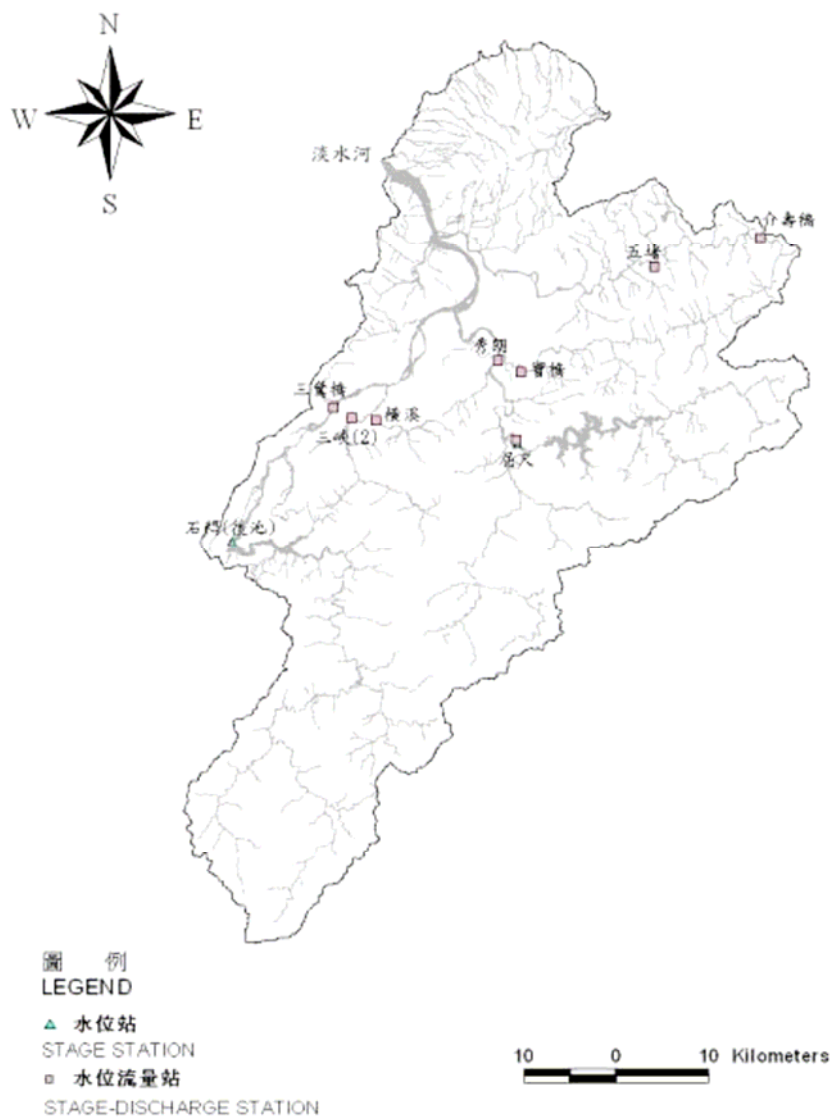 N
W E
S
淡水河
介壽橋
五堵
秀朗
寶橋
三鶯橋
橫溪
三峽(2)
屈尺
石門(後池)
圖 例
LEGEND
水位站
STAGE STATION
水位流量站
STAGE-DISCHARGE STATION
10 0 10 Kilometers